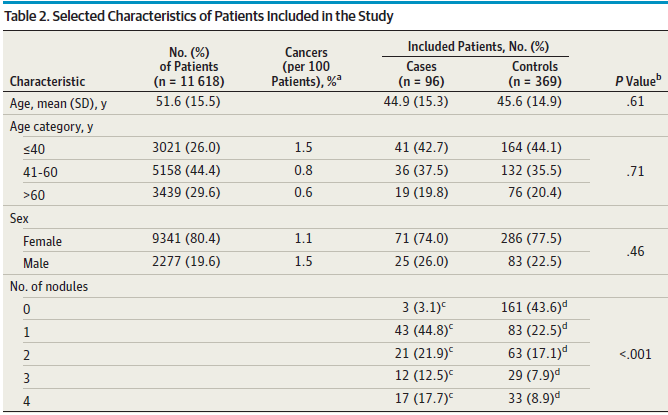 Table 2. Selected Characteristics of Patients Included in the Study
Characteristic No. (%) of Patients (n = 11 618) Cancers (per 100 Patients), %a Included Patients, No. (%) Cases (n = 96) Controls (n = 369) P Valueb
Age, mean (SD), y 51.6 (15.5) 44.9 (15.3) 45.6 (14.9) .61
Age category, y
≤40 3021 (26.0) 1.5 41 (42.7) 164 (44.1)
41-60 5158 (44.4) 0.8 36 (37.5) 132 (35.5) .71
>60 3439 (29.6) 0.6 19 (19.8) 76 (20.4)
Sex
Female 9341 (80.4) 1.1 71 (74.0) 286 (77.5) .46
Male 2277 (19.6) 1.5 25 (26.0) 83 (22.5)
No. of nodules
0 3 (3.1)c 161 (43.6)d
1 43 (44.8)c 83 (22.5)d
2 21 (21.9)c 63 (17.1)d <.001
3 12 (12.5)c 29 (7.9)d
4 17 (17.7)c 33 (8.9)d